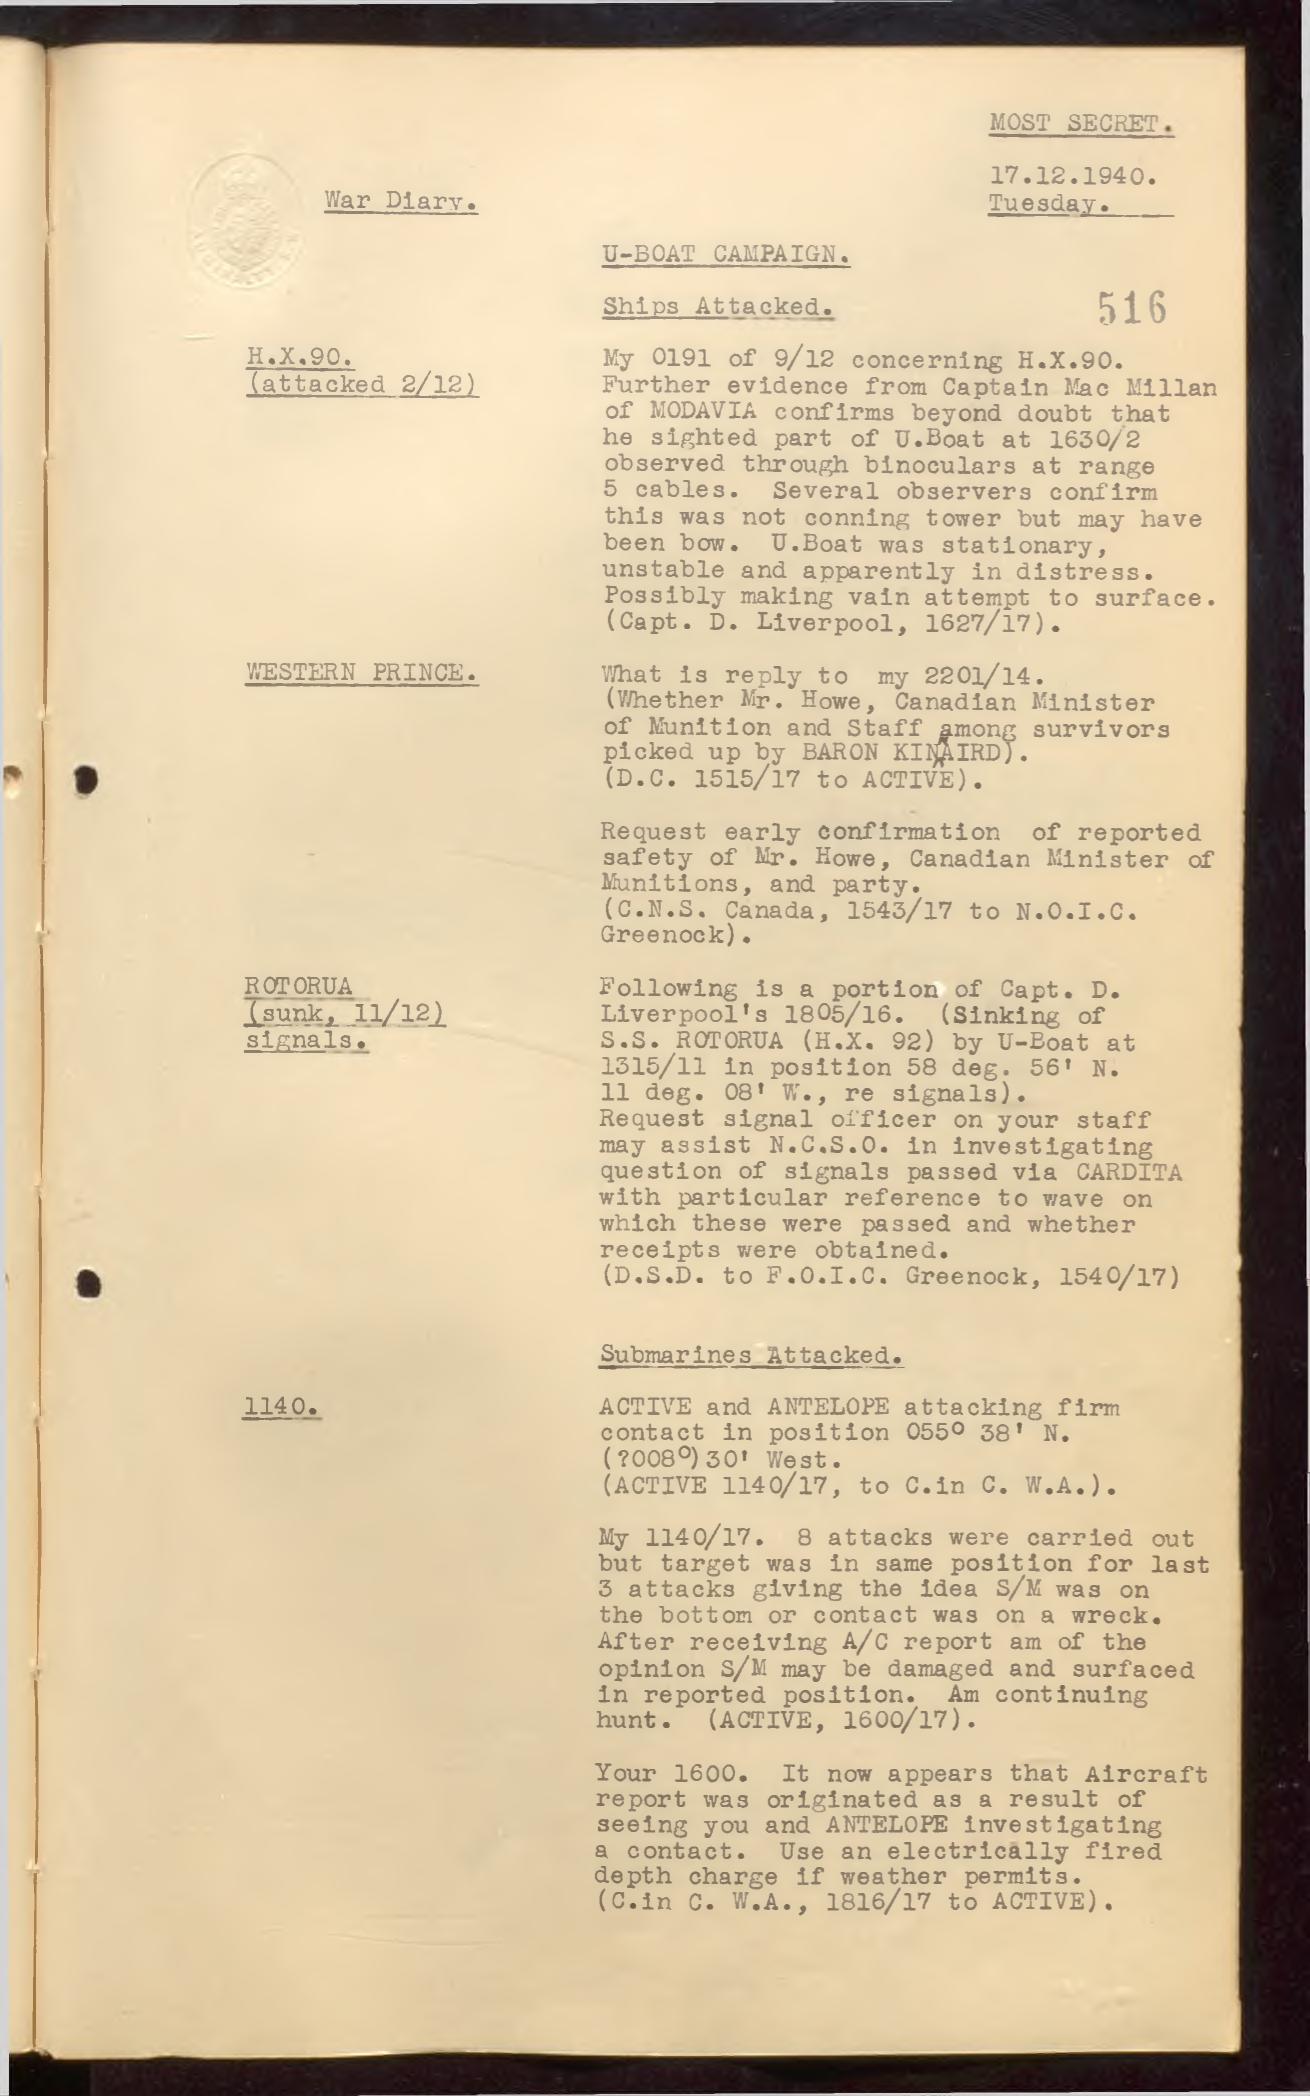 MOST SECRET.
17.12.1940.
Tuesday.
War Diary.
U-BOAT CAMPAIGN.
Ships Attacked.
516
H.X.90.
(attacked 2/12)
My 0191 of 9/12 concerning H.X.90.
Further evidence from Captain Mac Millan
of MODAVIA confirms beyond doubt that
he sighted part of U.Boat at 1630/2
observed through binoculars at range
5 cables. Several observers confirm
this was not conning tower but may have
been bow. U.Boat was stationary,
unstable and apparently in distress.
Possibly making vain attempt to surface.
(Capt. D. Liverpool, 1627/17).
WESTERN PRINCE.
What is reply to my 2201/14.
(Whether Mr. Howe, Canadian Minister
of Munition and Staff among survivors
picked up by BARON KINAIRD).
(D.C. 1515/17 to ACTIVE).
Request early confirmation of reported
safety of Mr. Howe, Canadian Minister of
Munitions, and party.
(C.N.S. Canada, 1543/17 to N.O.I.C.
Greenock).
ROTORUA
(sunk, 11/12)
signals.
Following is a portion of Capt. D.
Liverpool's 1805/16. (Sinking of
S.S. ROTORUA (H.X. 92) by U-Boat at
1315/11 in position 58 deg. 56' N.
11 deg. 08' W., re signals).
Request signal officer on your staff
may assist N.C.S.O. in investigating
question of signals passed via CARDITA
with particular reference to wave on
which these were passed and whether
receipts were obtained.
(D.S.D. to F.O.I.C. Greenock, 1540/17)
Submarines Attacked.
1140.
ACTIVE and ANTELOPE attacking firm
contact in position 055° 38' N.
(?008°)30' West.
(ACTIVE 1140/17, to C.in C. W.A.).
My 1140/17. 8 attacks were carried out
but target was in same position for last
3 attacks giving the idea S/M was on
the bottom or contact was on a wreck.
After receiving A/C report am of the
opinion S/M may be damaged and surfaced
in reported position. Am continuing
hunt. (ACTIVE, 1600/17).
Your 1600. It now appears that Aircraft
report was originated as a result of
seeing you and ANTELOPE investigating
a contact. Use an electrically fired
depth charge if weather permits.
(C.in C. W.A., 1816/17 to ACTIVE).